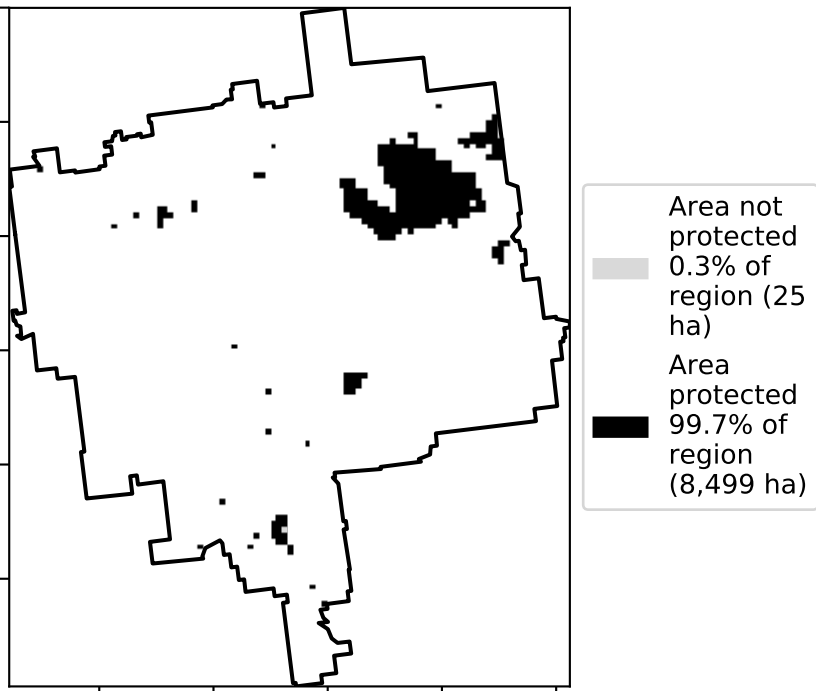 Area not
protected
0.3% of
region (25
ha)
Area
protected
99.7% of
region
(8,499 ha)